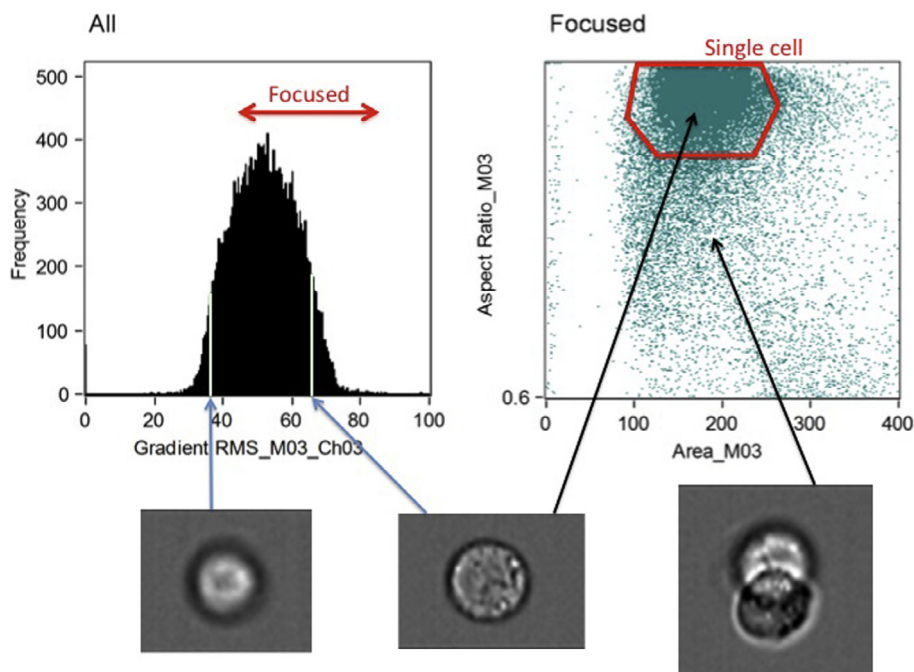 All
Focused
500
400
300
200
100
0
Frequency
Focused
0 20 40 60 80 100
Gradient RMS_M03_Ch03
Single cell
Aspect Ratio_M03
0.6
0 100 200 300 400
Area_M03